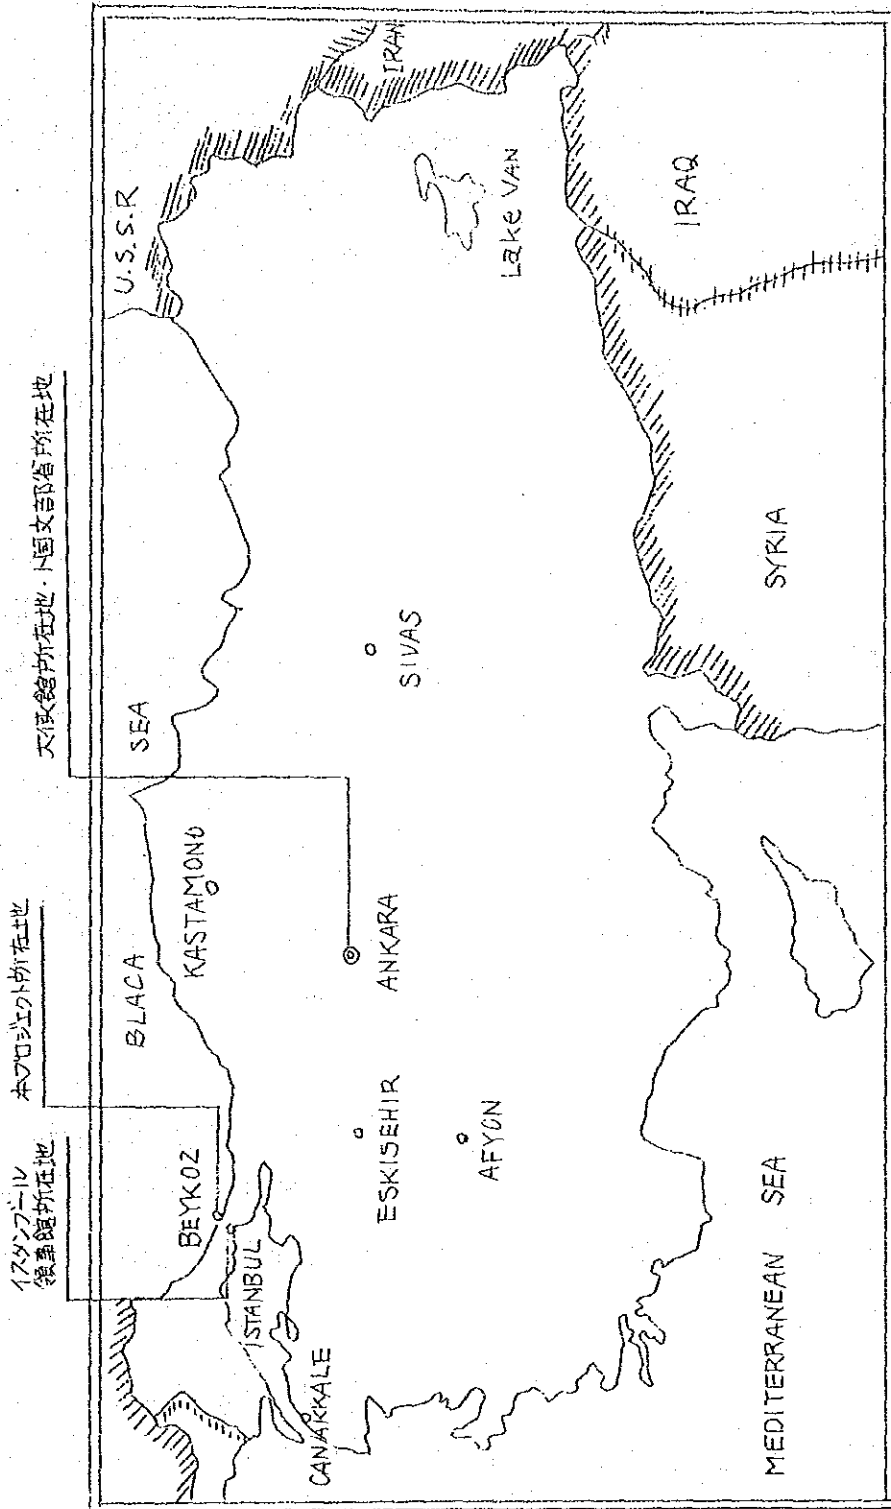 イスタンブール
領事館所在地
本プロジェクト所在地
大使館所在地・ト国文部省所在地
BLACA
SEA
U.S.S.R
IRAN
BEYKOZ
KASTAMONO
ISTANBUL
CANAKKALE
ESKISEHIR
ANKARA
SIVAS
Lake VAN
AFYON
MEDITERRANEAN SEA
SYRIA
IRAQ